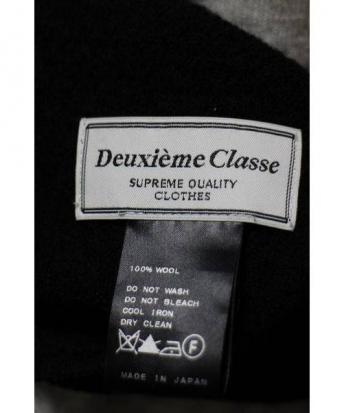 Deuxième Classe
SUPREME QUALITY
CLOTHES
100% WOOL
DO NOT WASH
DO NOT BLEACH
COOL IRON
DRY CLEAN
F
MADE IN JAPAN